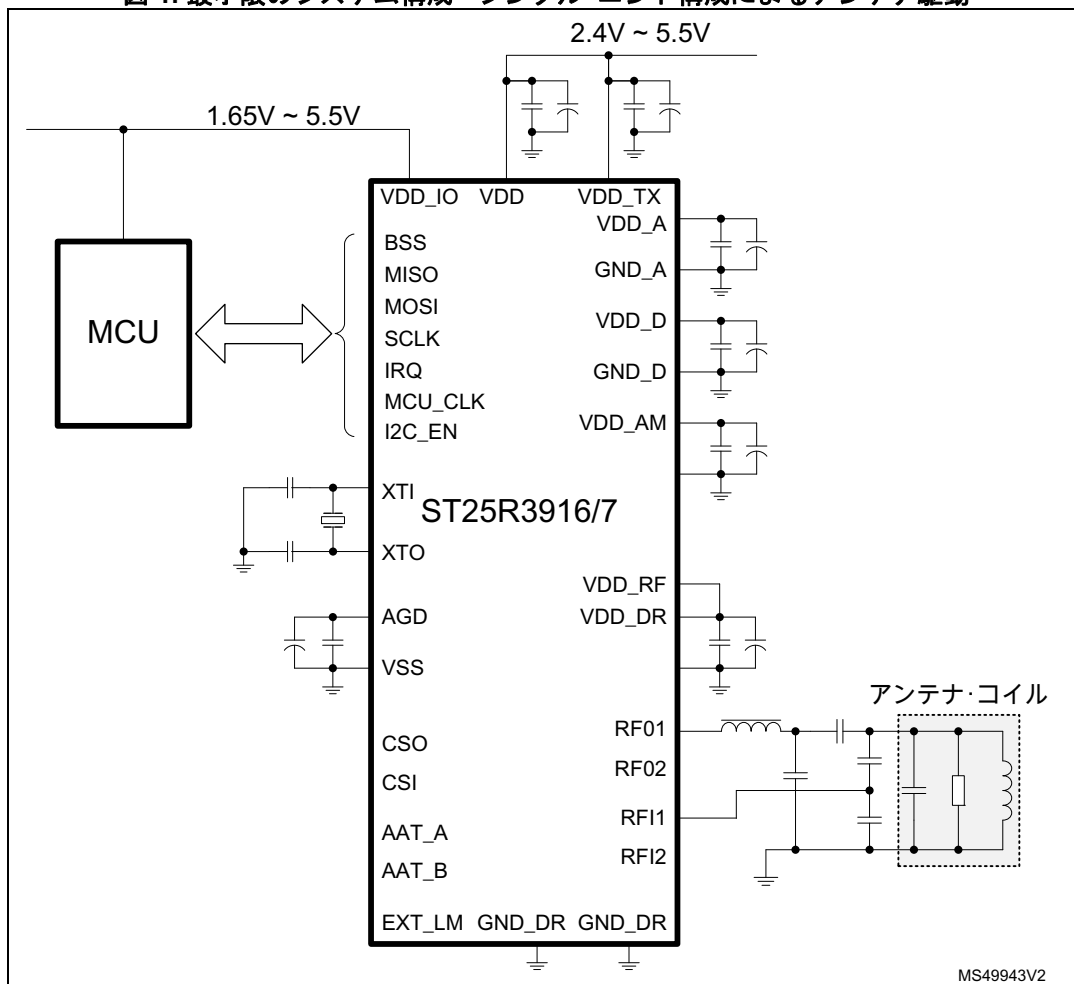 2.4V ~ 5.5V
1.65V ~ 5.5V
VDD_IO VDD VDD_TX
VDD_A
BSS
GND_A
MISO
MOSI
VDD_D
MCU
SCLK
IRQ
GND_D
MCU_CLK
I2C_EN
VDD_AM
XTI
ST25R3916/7
XTO
VDD_RF
AGD
VDD_DR
VSS
アンテナ･コイル
RF01
CSO
RF02
CSI
RFI1
AAT_A
RFI2
AAT_B
EXT_LM GND_DR GND_DR
MS49943V2